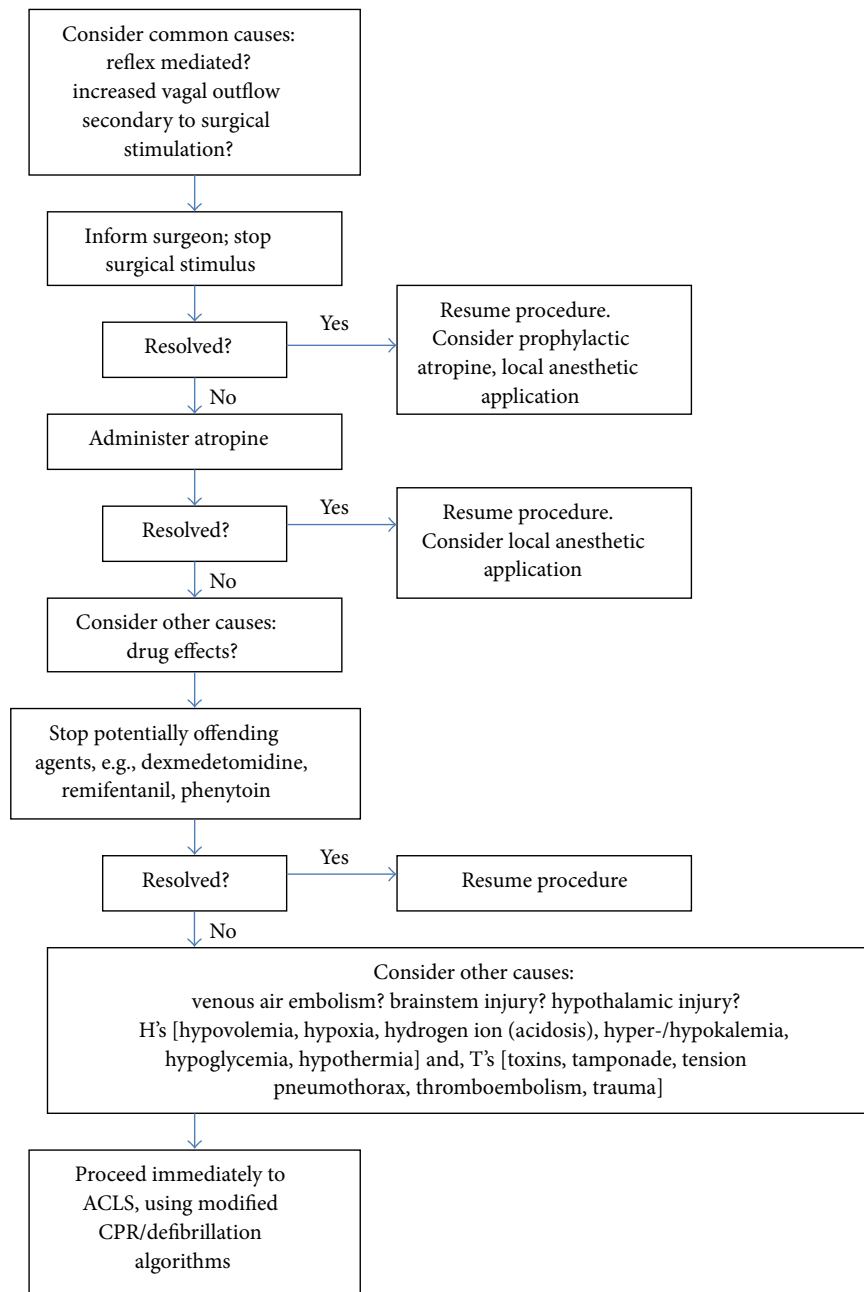 Consider common causes:
reflex mediated?
increased vagal outflow
secondary to surgical
stimulation?
Inform surgeon; stop
surgical stimulus
Resolved?
Yes
Resume procedure.
Consider prophylactic
atropine, local anesthetic
application
No
Administer atropine
Resolved?
Yes
Resume procedure.
Consider local anesthetic
application
No
Consider other causes:
drug effects?
Stop potentially offending
agents, e.g., dexmedetomidine,
remifentanil, phenytoin
Resolved?
Yes
Resume procedure
No
Consider other causes:
venous air embolism? brainstem injury? hypothalamic injury?
H's [hypovolemia, hypoxia, hydrogen ion (acidosis), hyper-/hypokalemia,
hypoglycemia, hypothermia] and, T's [toxins, tamponade, tension
pneumothorax, thromboembolism, trauma]
Proceed immediately to
ACLS, using modified
CPR/defibrillation
algorithms